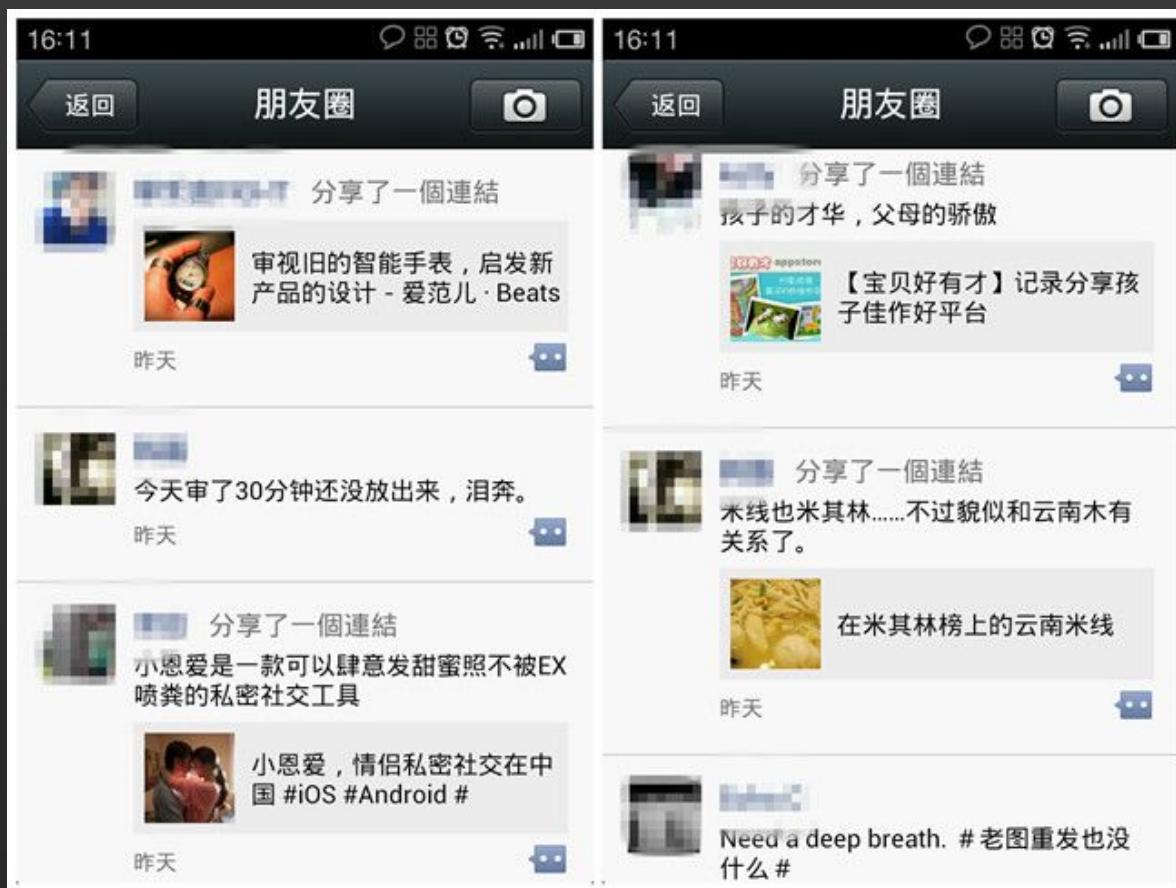 16:11
返回
朋友圈
分享了一個連結
审视旧的智能手表，启发新
产品的设计 - 爱范儿 · Beats
昨天
今天审了30分钟还没放出来，泪奔。
昨天
分享了一個連結
小恩爱是一款可以肆意发甜蜜照不被EX
喷粪的私密社交工具
小恩爱，情侣私密社交在中
国 #iOS #Android #
昨天
16:11
返回
朋友圈
分享了一個連結
孩子的才华，父母的骄傲
appstore
【宝贝好有才】记录分享孩
子佳作好平台
昨天
分享了一個連結
米线也米其林……不过貌似和云南木有
关系了。
在米其林榜上的云南米线
昨天
Need a deep breath. #老图重发也没
什么#